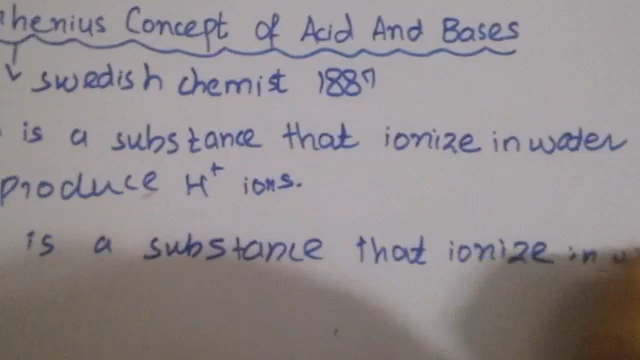 henius Concept of Acid And Bases
swedish chemist 1887
is a substance that ionize in water
produce H⁺ ions.
is a substance that ionize in